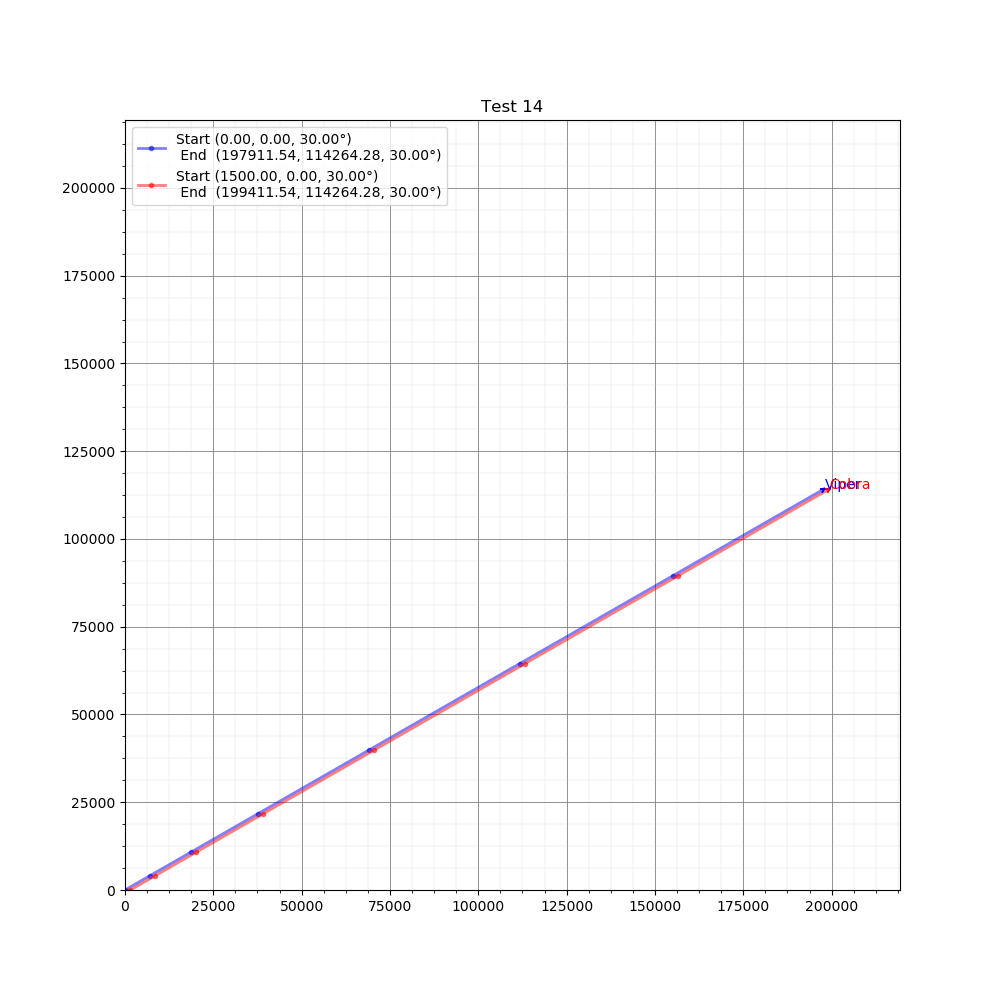 Test 14
Start (0.00, 0.00, 30.00°)
End (197911.54, 114264.28, 30.00°)
Start (1500.00, 0.00, 30.00°)
End (199411.54, 114264.28, 30.00°)
200000
175000
150000
125000
Viper
Cobra
100000
75000
50000
25000
0
0 25000 50000 75000 100000 125000 150000 175000 200000